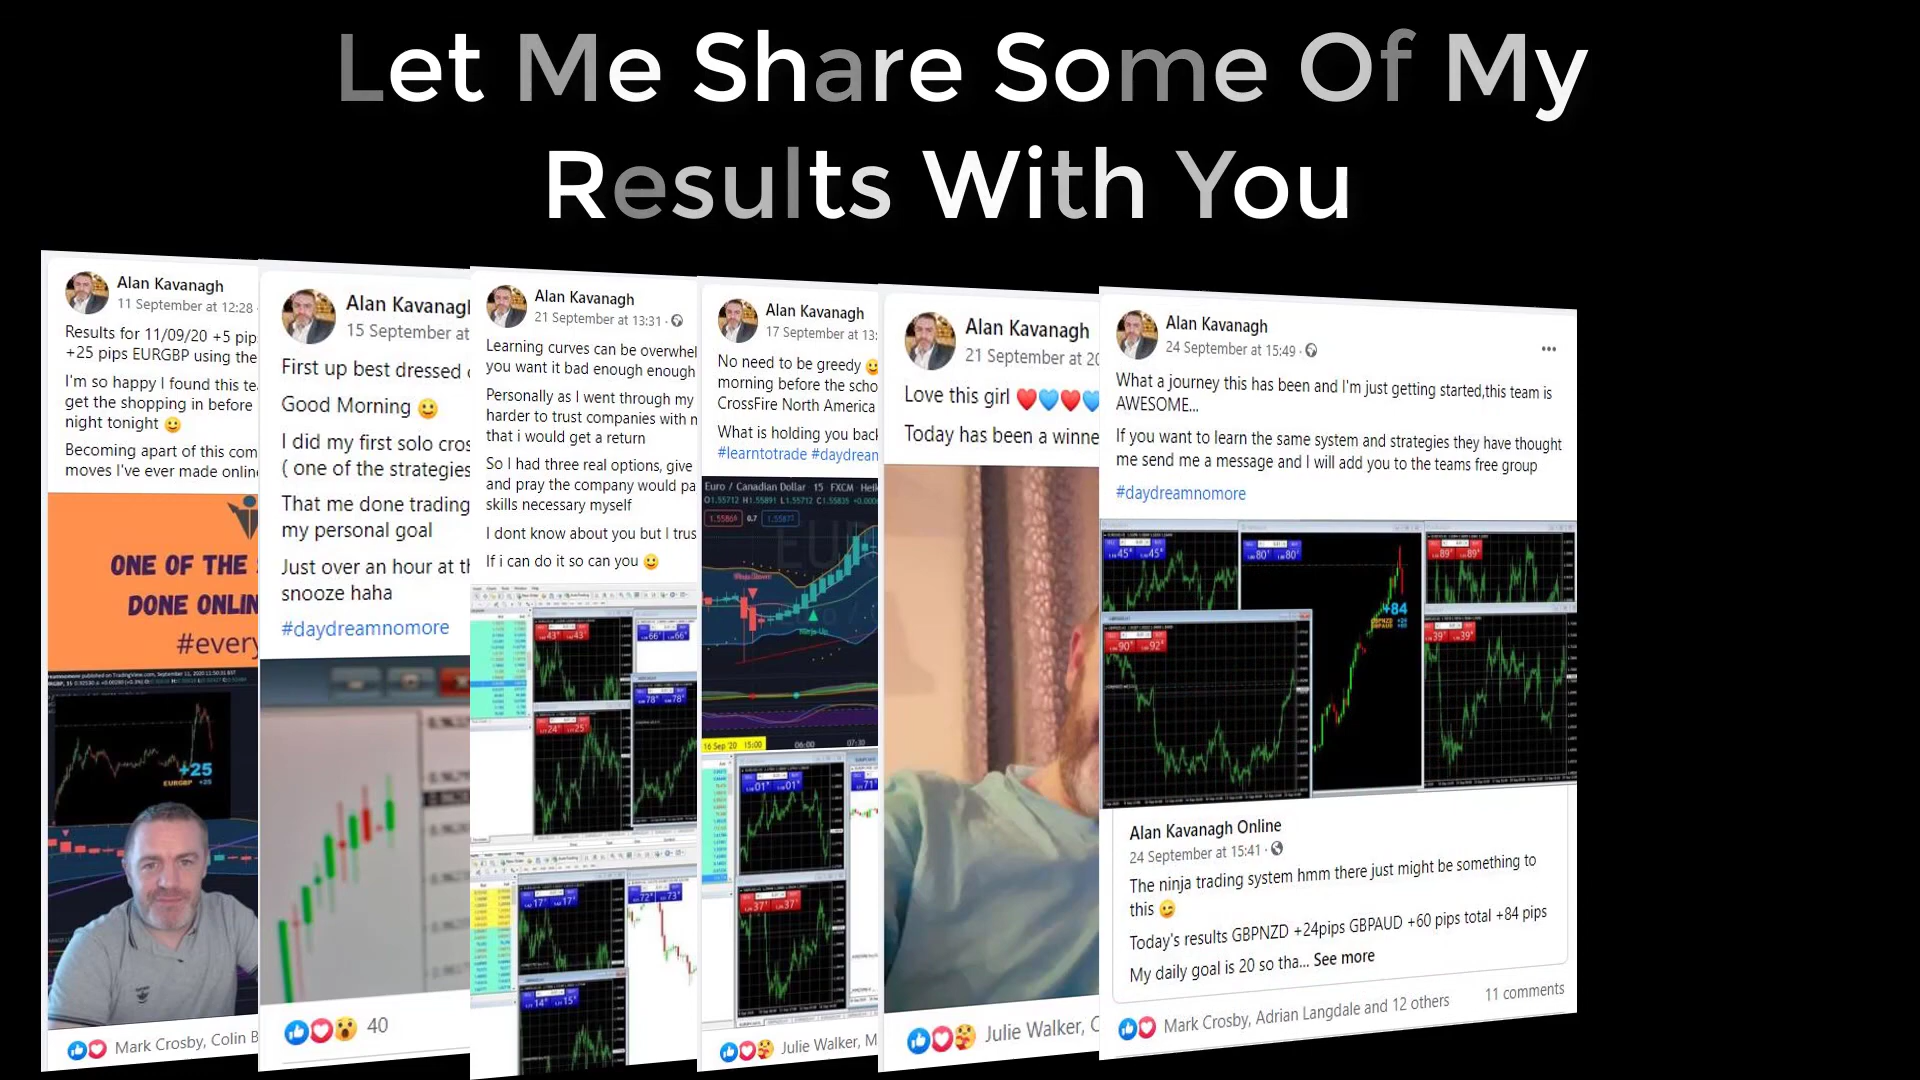 Let Me Share Some Of My
Results With You
Alan Kavanagh
11 September at 12:28
Results for 11/09/20 +5 pip
+25 pips EURGBP using the
I'm so happy I found this te
get the shopping in before
night tonight
Becoming apart of this com
moves I've ever made onlin
ONE OF THE
DONE ONLIN
#every
+25
EURGBP +25
Mark Crosby, Colin B
Alan Kavanagh
15 September at
First up best dressed
Good Morning
I did my first solo cros
( one of the strategies
That me done trading
my personal goal
Just over an hour at th
snooze haha
#daydreamnomore
40
Alan Kavanagh
21 September at 13:31 ·
Learning curves can be overwhel
you want it bad enough enough
Personally as I went through my
harder to trust companies with m
that i would get a return
So I had three real options, give
and pray the company would pa
skills necessary myself
I dont know about you but I trus
If i can do it so can you
Alan Kavanagh
17 September at 13:
No need to be greedy
morning before the scho
CrossFire North America
What is holding you back
#learntotrade #daydream
Euro / Canadian Dollar 15 FXCM
16 Sep '20 15:00 06:00 07:30
Julie Walker, M
Alan Kavanagh
21 September at 20
Love this girl
Today has been a winne
Julie Walker, C
Alan Kavanagh
24 September at 15:49 ·
What a journey this has been and I'm just getting started,this team is
AWESOME...
If you want to learn the same system and strategies they have thought
me send me a message and I will add you to the teams free group
#daydreamnomore
+84
Alan Kavanagh Online
24 September at 15:41 ·
The ninja trading system hmm there just might be something to
this
Today's results GBPNZD +24pips GBPAUD +60 pips total +84 pips
My daily goal is 20 so tha... See more
Mark Crosby, Adrian Langdale and 12 others 11 comments